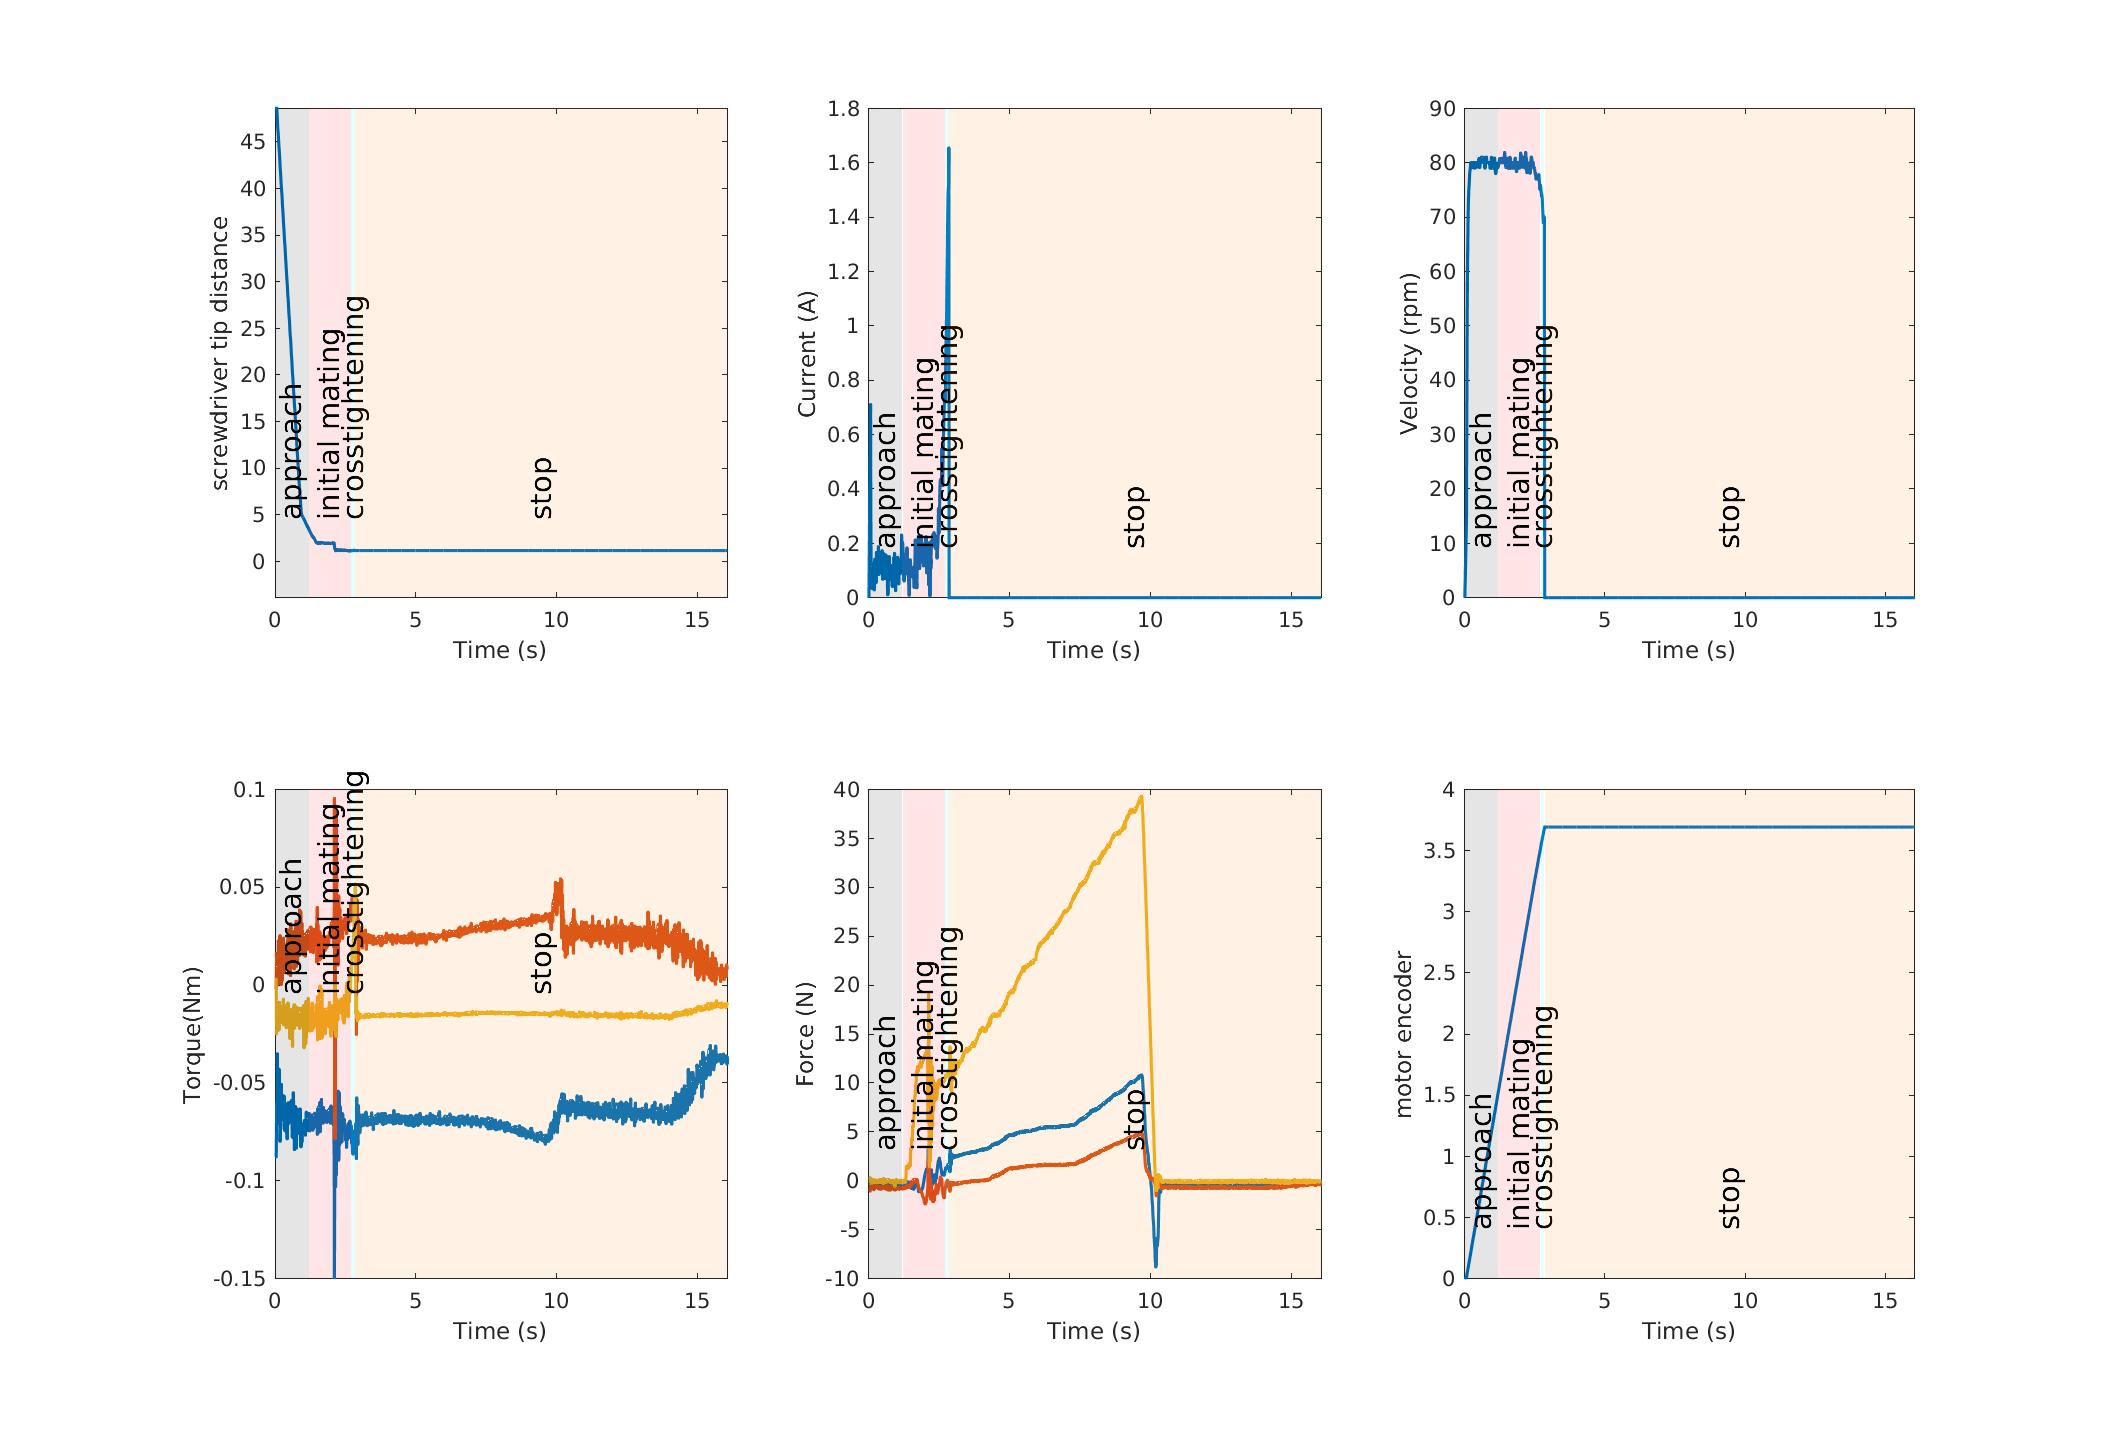 screwdriver tip distance
45
40
35
30
25
20
15
10
5
0
approach
initial mating
crosstightening
stop
0 5 10 15
Time (s)
Current (A)
1.8
1.6
1.4
1.2
1
0.8
0.6
0.4
0.2
0
approach
initial mating
crosstightening
stop
0 5 10 15
Time (s)
Velocity (rpm)
90
80
70
60
50
40
30
20
10
0
approach
initial mating
crosstightening
stop
0 5 10 15
Time (s)
Torque(Nm)
0.1
0.05
0
-0.05
-0.1
-0.15
approach
initial mating
crosstightening
stop
0 5 10 15
Time (s)
Force (N)
40
35
30
25
20
15
10
5
0
-5
-10
approach
initial mating
crosstightening
stop
0 5 10 15
Time (s)
motor encoder
4
3.5
3
2.5
2
1.5
1
0.5
0
approach
initial mating
crosstightening
stop
0 5 10 15
Time (s)